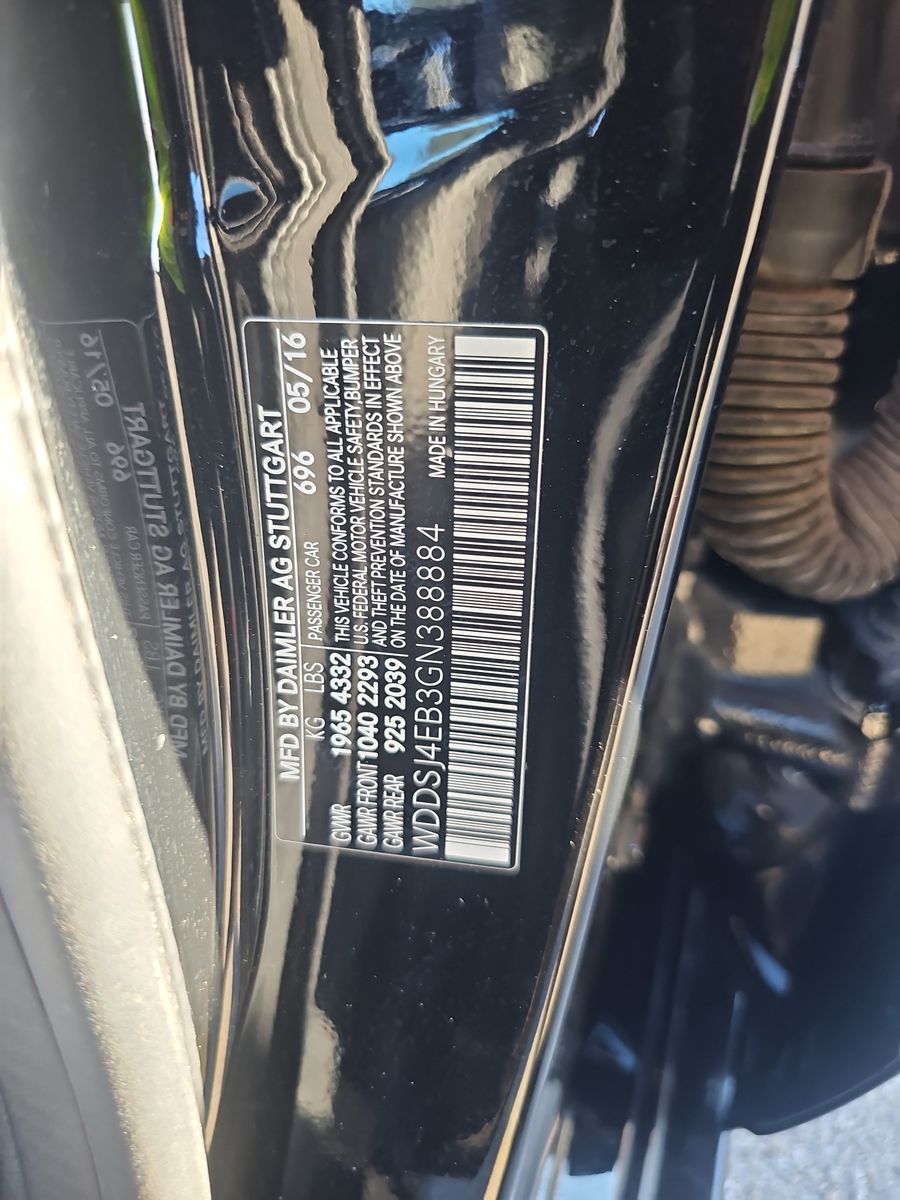 MFD BY DAIMLER AG STUTTGART
KG LBS PASSENGER CAR 696 05/16
GVWR 1965 4332 THIS VEHICLE CONFORMS TO ALL APPLICABLE
GAWR FRONT 1040 2293 U.S. FEDERAL MOTOR VEHICLE SAFETY, BUMPER
GAWR REAR 925 2039 AND THEFT PREVENTION STANDARDS IN EFFECT
ON THE DATE OF MANUFACTURE SHOWN ABOVE
WDDSJ4EB3GN388884 MADE IN HUNGARY